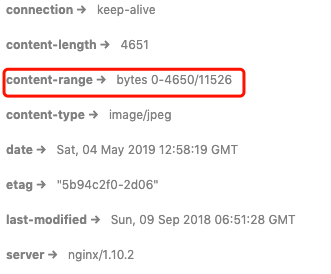 connection → keep-alive
content-length → 4651
content-range → bytes 0-4650/11526
content-type → image/jpeg
date → Sat, 04 May 2019 12:58:19 GMT
etag → "5b94c2f0-2d06"
last-modified → Sun, 09 Sep 2018 06:51:28 GMT
server → nginx/1.10.2